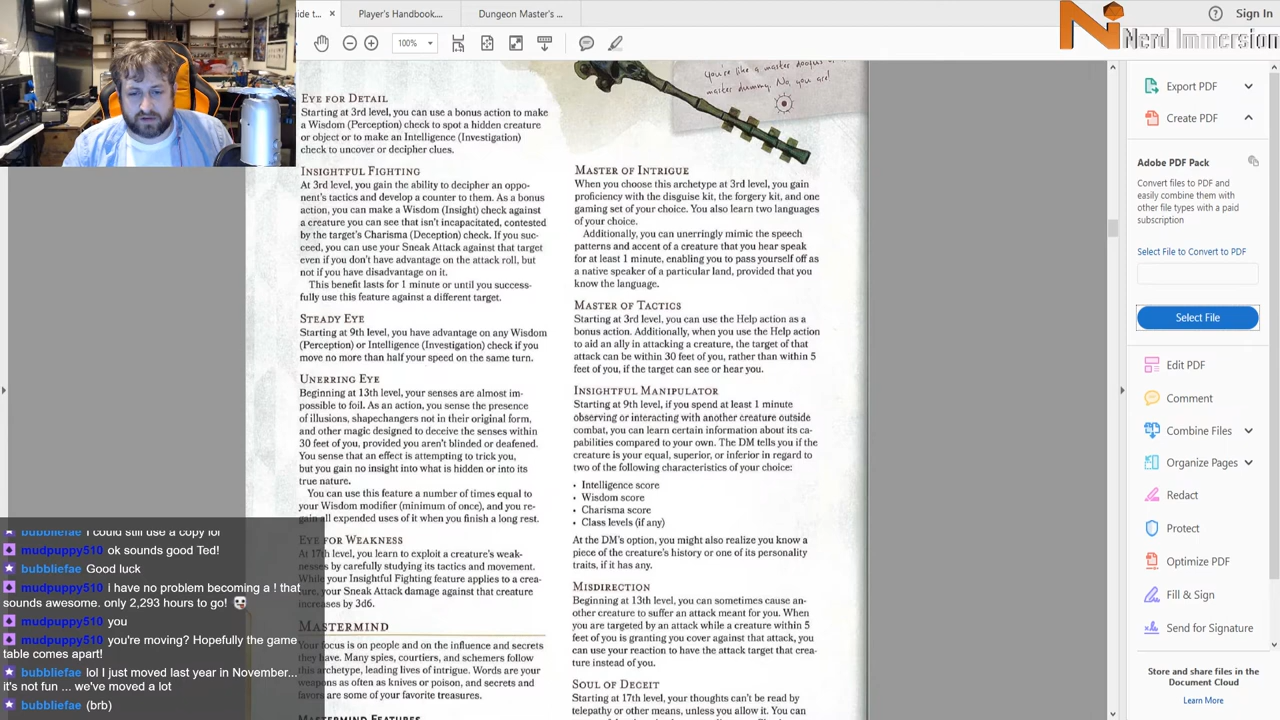 ide t...
Player's Handbook....
Dungeon Master's ...
Sign In
100%
Nerd Immersion
You're like a master doofus or
master dummy. No, you are!
Eye for Detail
Starting at 3rd level, you can use a bonus action to make
a Wisdom (Perception) check to spot a hidden creature
or object or to make an Intelligence (Investigation)
check to uncover or decipher clues.
Insightful Fighting
At 3rd level, you gain the ability to decipher an oppo-
nent's tactics and develop a counter to them. As a bonus
action, you can make a Wisdom (Insight) check against
a creature you can see that isn't incapacitated, contested
by the target's Charisma (Deception) check. If you suc-
ceed, you can use your Sneak Attack against that target
even if you don't have advantage on the attack roll, but
not if you have disadvantage on it.
This benefit lasts for 1 minute or until you success-
fully use this feature against a different target.
Steady Eye
Starting at 9th level, you have advantage on any Wisdom
(Perception) or Intelligence (Investigation) check if you
move no more than half your speed on the same turn.
Unerring Eye
Beginning at 13th level, your senses are almost im-
possible to foil. As an action, you sense the presence
of illusions, shapechangers not in their original form,
and other magic designed to deceive the senses within
30 feet of you, provided you aren't blinded or deafened.
You sense that an effect is attempting to trick you,
but you gain no insight into what is hidden or into its
true nature.
You can use this feature a number of times equal to
your Wisdom modifier (minimum of once), and you re-
gain all expended uses of it when you finish a long rest.
Eye for Weakness
At 17th level, you learn to exploit a creature's weak-
nesses by carefully studying its tactics and movement.
While your Insightful Fighting feature applies to a crea-
ture, your Sneak Attack damage against that creature
increases by 3d6.
Mastermind
Your focus is on people and on the influence and secrets
they have. Many spies, courtiers, and schemers follow
this archetype, leading lives of intrigue. Words are your
weapons as often as knives or poison, and secrets and
favors are some of your favorite treasures.
Mastermind Features
Master of Intrigue
When you choose this archetype at 3rd level, you gain
proficiency with the disguise kit, the forgery kit, and one
gaming set of your choice. You also learn two languages
of your choice.
Additionally, you can unerringly mimic the speech
patterns and accent of a creature that you hear speak
for at least 1 minute, enabling you to pass yourself off as
a native speaker of a particular land, provided that you
know the language.
Master of Tactics
Starting at 3rd level, you can use the Help action as a
bonus action. Additionally, when you use the Help action
to aid an ally in attacking a creature, the target of that
attack can be within 30 feet of you, rather than within 5
feet of you, if the target can see or hear you.
Insightful Manipulator
Starting at 9th level, if you spend at least 1 minute
observing or interacting with another creature outside
combat, you can learn certain information about its ca-
pabilities compared to your own. The DM tells you if the
creature is your equal, superior, or inferior in regard to
two of the following characteristics of your choice:
• Intelligence score
• Wisdom score
• Charisma score
• Class levels (if any)
At the DM's option, you might also realize you know a
piece of the creature's history or one of its personality
traits, if it has any.
Misdirection
Beginning at 13th level, you can sometimes cause an-
other creature to suffer an attack meant for you. When
you are targeted by an attack while a creature within 5
feet of you is granting you cover against that attack, you
can use your reaction to have the attack target that crea-
ture instead of you.
Soul of Deceit
Starting at 17th level, your thoughts can't be read by
telepathy or other means, unless you allow it. You can
bubbliefae I could still use a copy lol
mudpuppy510 ok sounds good Ted!
bubbliefae Good luck
mudpuppy510 I have no problem becoming a ! that
sounds awesome. only 2,293 hours to go!
mudpuppy510 you
mudpuppy510 you're moving? Hopefully the game
table comes apart!
bubbliefae lol I just moved last year in November...
it's not fun ... we've moved a lot
bubbliefae (brb)
Export PDF
Create PDF
Adobe PDF Pack
Convert files to PDF and
easily combine them with
other file types with a paid
subscription
Select File to Convert to PDF
Select File
Edit PDF
Comment
Combine Files
Organize Pages
Redact
Protect
Optimize PDF
Fill & Sign
Send for Signature
Store and share files in the
Document Cloud
Learn More